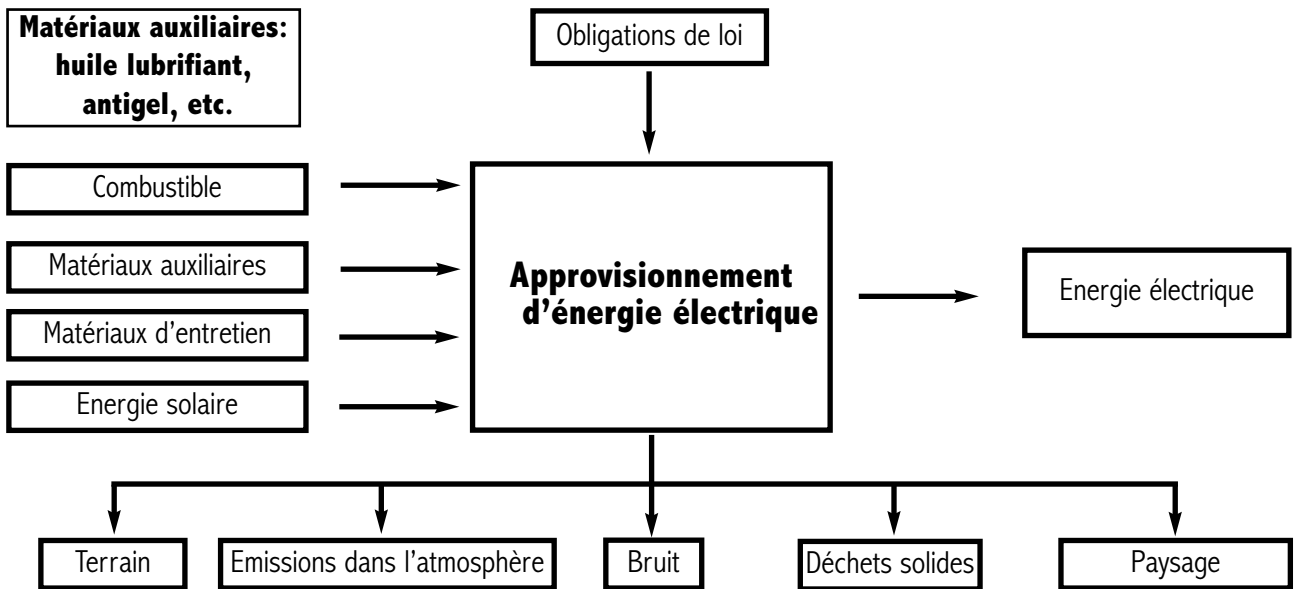 Matériaux auxiliaires:
huile lubrifiant,
antigel, etc.
Obligations de loi
Combustible
Matériaux auxiliaires
Matériaux d'entretien
Energie solaire
Approvisionnement
d'énergie électrique
Energie électrique
Terrain
Emissions dans l'atmosphère
Bruit
Déchets solides
Paysage